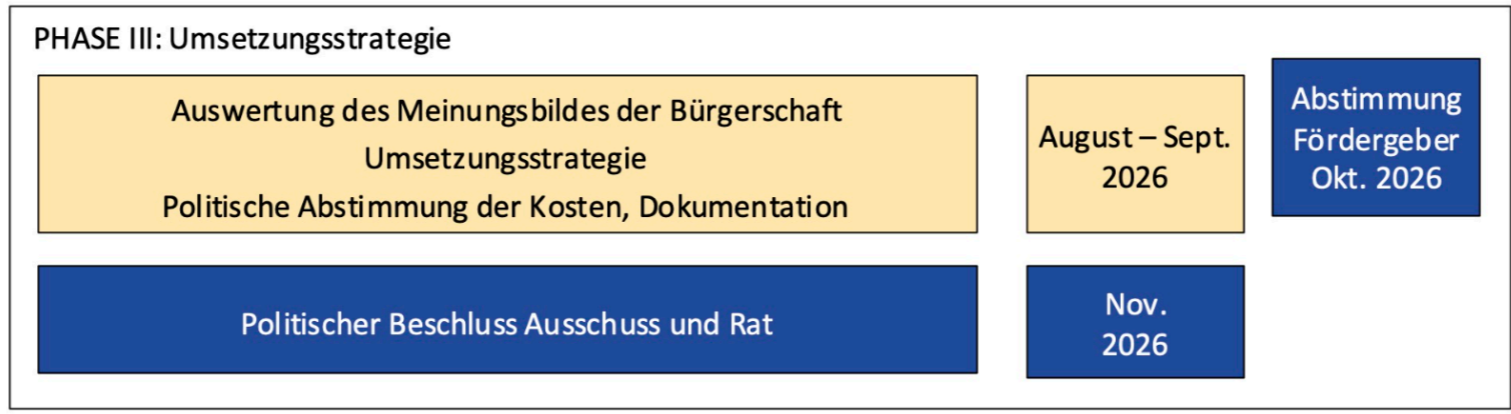 PHASE III: Umsetzungsstrategie
Auswertung des Meinungsbildes der Bürgerschaft
Umsetzungsstrategie
Politische Abstimmung der Kosten, Dokumentation
August – Sept.
2026
Abstimmung
Fördergeber
Okt. 2026
Politischer Beschluss Ausschuss und Rat
Nov.
2026